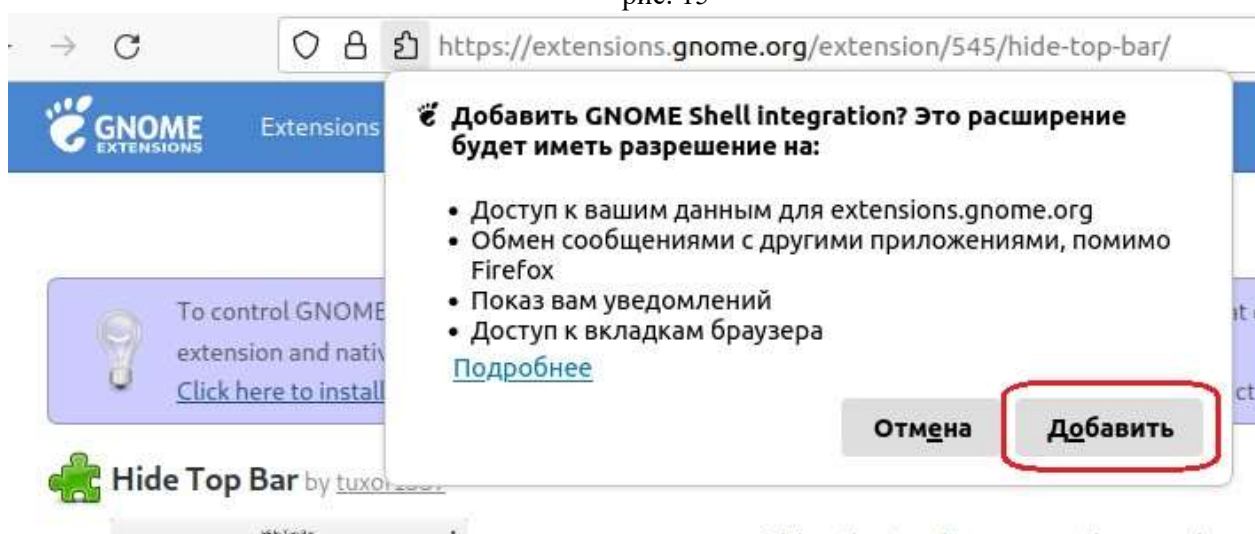 рис. 15
https://extensions.gnome.org/extension/545/hide-top-bar/
GNOME
EXTENSIONS
Extensions
Добавить GNOME Shell integration? Это расширение
будет иметь разрешение на:
• Доступ к вашим данным для extensions.gnome.org
• Обмен сообщениями с другими приложениями, помимо
Firefox
• Показ вам уведомлений
• Доступ к вкладкам браузера
Подробнее
Отмена
Добавить
To control GNOME
extension and
Click here to install
Hide Top Bar by